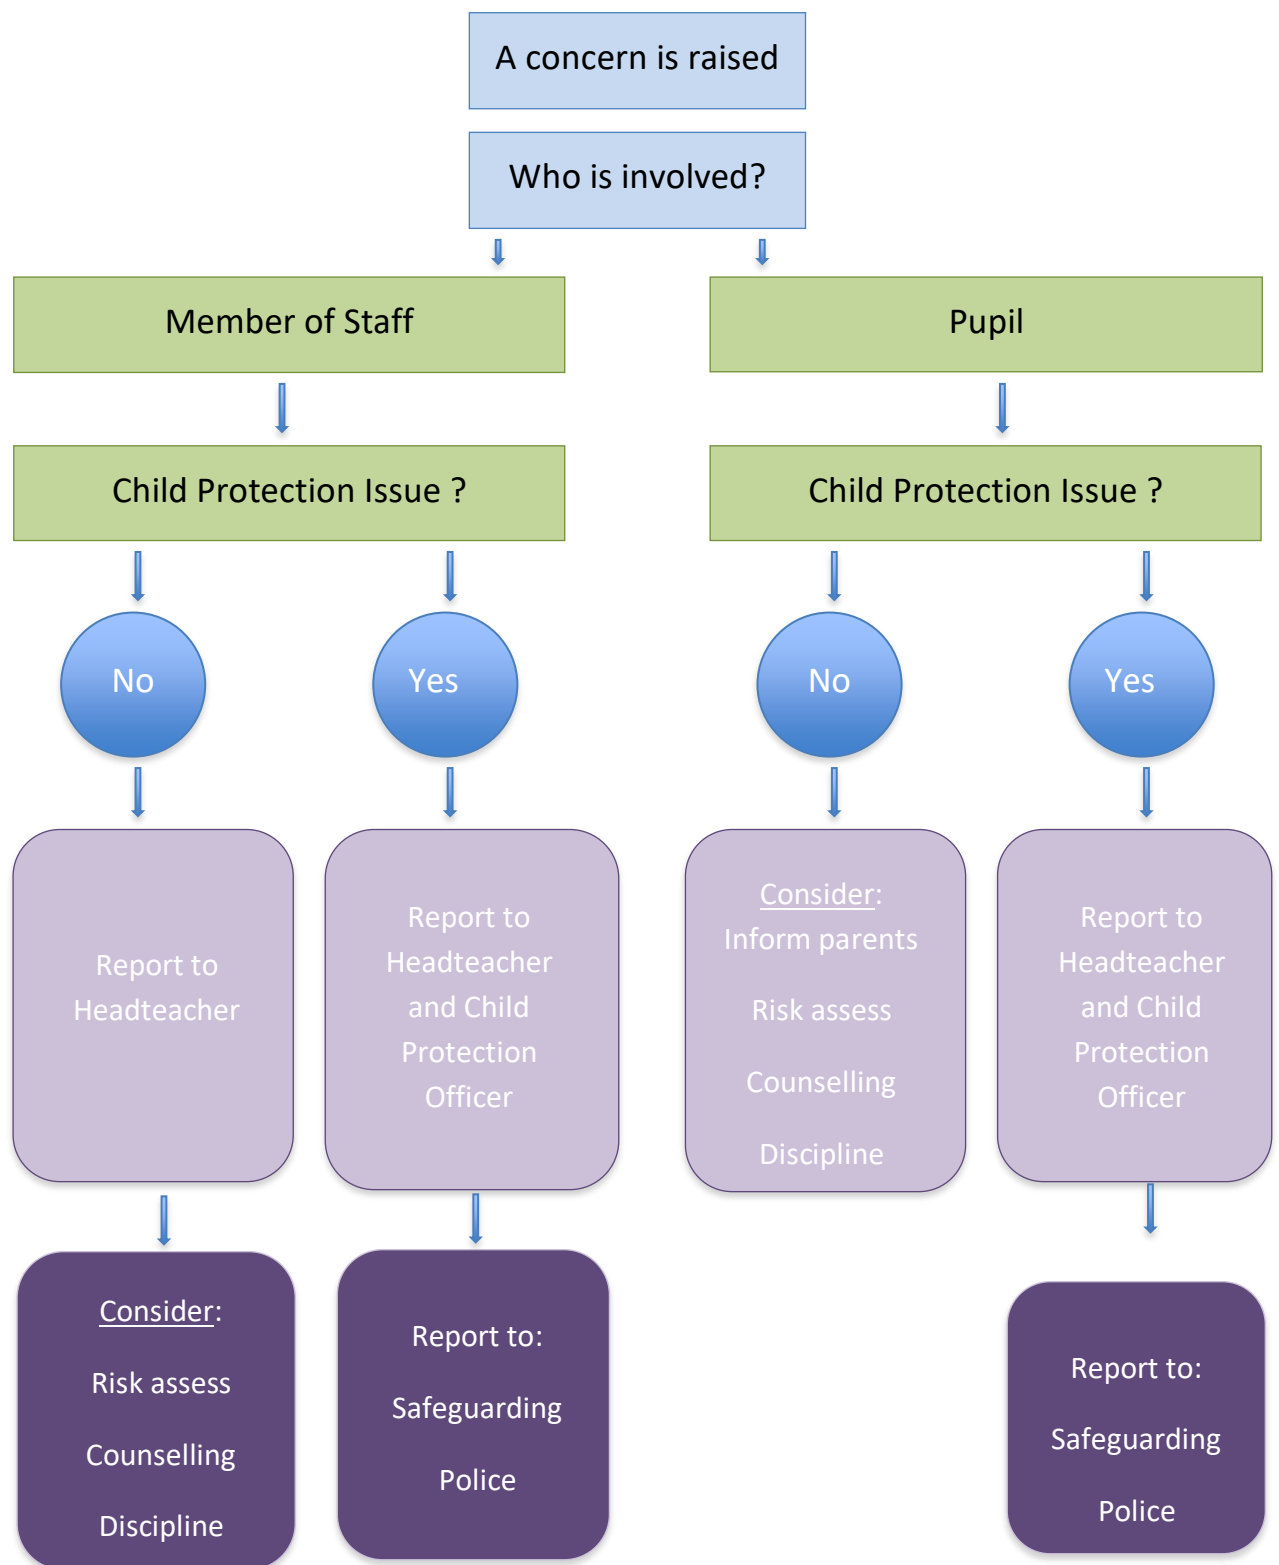 A concern is raised
Who is involved?
Member of Staff
Pupil
Child Protection Issue ?
Child Protection Issue ?
No
Yes
No
Yes
Report to
Headteacher
Report to
Headteacher
and Child
Protection
Officer
Consider:
Inform parents
Risk assess
Counselling
Discipline
Report to
Headteacher
and Child
Protection
Officer
Consider:
Risk assess
Counselling
Discipline
Report to:
Safeguarding
Police
Report to:
Safeguarding
Police